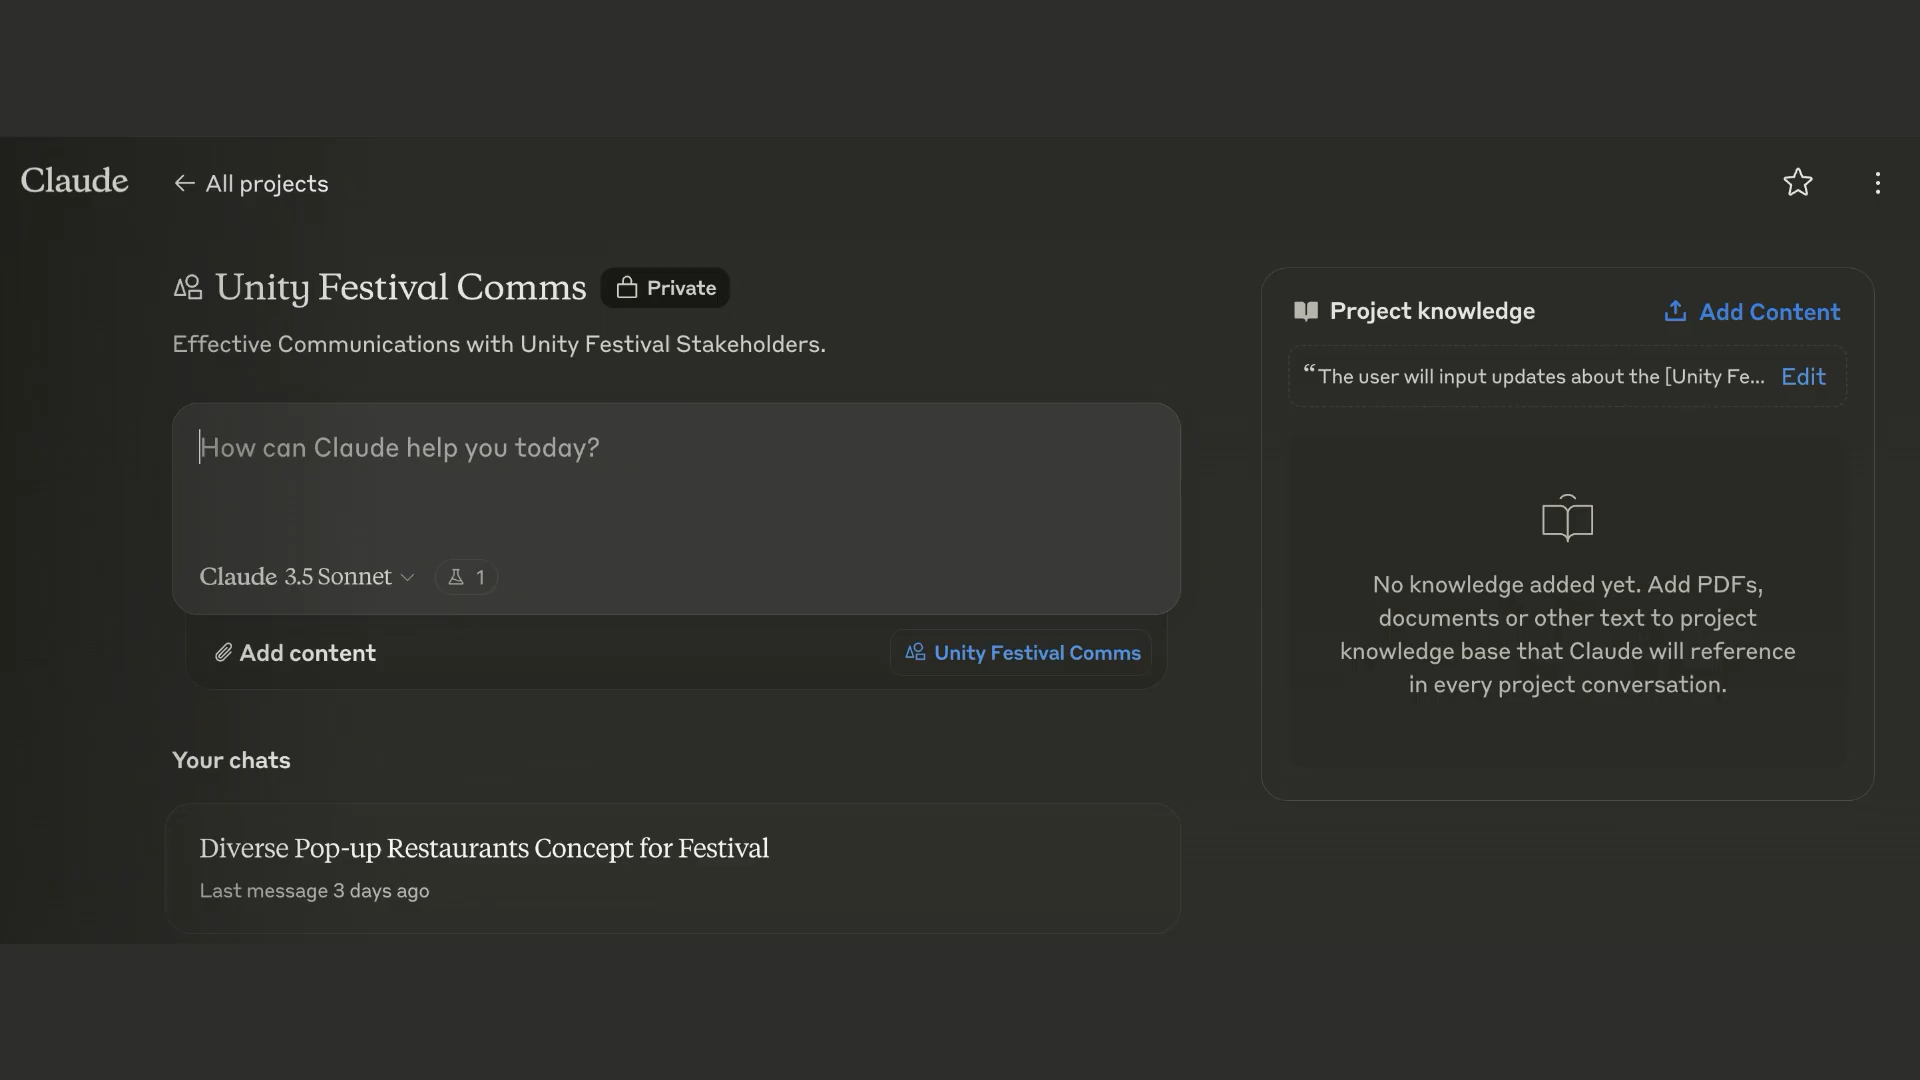 Claude
All projects
Unity Festival Comms
Private
Effective Communications with Unity Festival Stakeholders.
How can Claude help you today?
Claude 3.5 Sonnet
1
Add content
Unity Festival Comms
Your chats
Diverse Pop-up Restaurants Concept for Festival
Last message 3 days ago
Project knowledge
Add Content
“The user will input updates about the [Unity Fe...
Edit
No knowledge added yet. Add PDFs,
documents or other text to project
knowledge base that Claude will reference
in every project conversation.